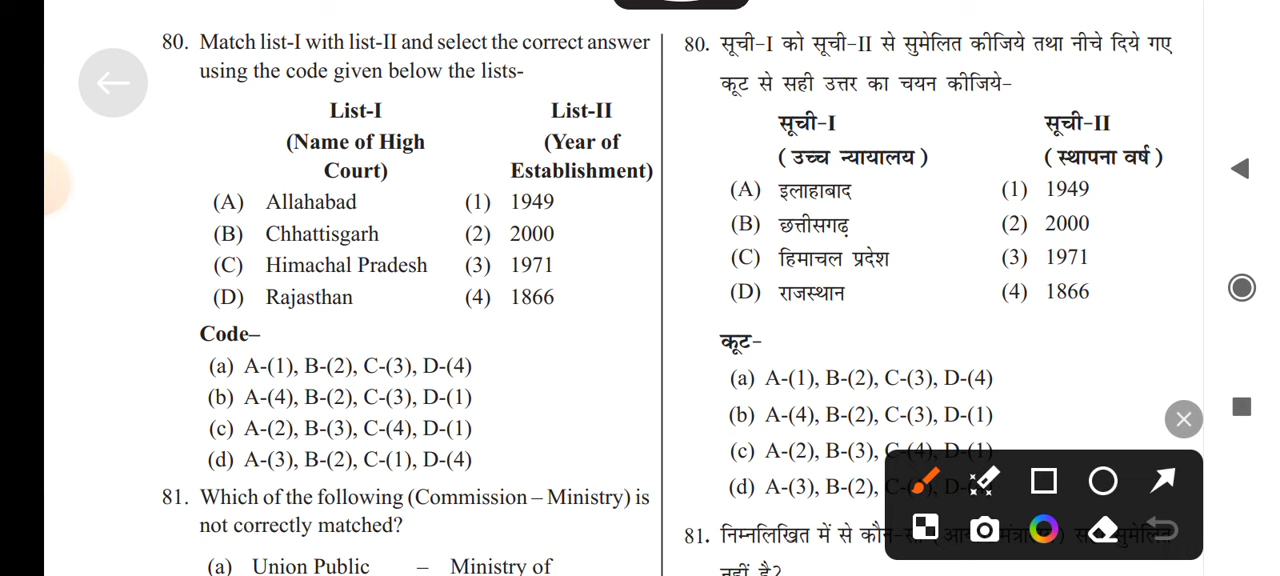 80. Match list-I with list-II and select the correct answer
using the code given below the lists-
List-I List-II
(Name of High (Year of
Court) Establishment)
(A) Allahabad (1) 1949
(B) Chhattisgarh (2) 2000
(C) Himachal Pradesh (3) 1971
(D) Rajasthan (4) 1866
Code–
(a) A-(1), B-(2), C-(3), D-(4)
(b) A-(4), B-(2), C-(3), D-(1)
(c) A-(2), B-(3), C-(4), D-(1)
(d) A-(3), B-(2), C-(1), D-(4)
81. Which of the following (Commission – Ministry) is
not correctly matched?
(a) Union Public – Ministry of
80. सूची-I को सूची-II से सुमेलित कीजिये तथा नीचे दिये गए
कूट से सही उत्तर का चयन कीजिये-
सूची-I सूची-II
(उच्च न्यायालय) (स्थापना वर्ष)
(A) इलाहाबाद (1) 1949
(B) छत्तीसगढ़ (2) 2000
(C) हिमाचल प्रदेश (3) 1971
(D) राजस्थान (4) 1866
कूट-
(a) A-(1), B-(2), C-(3), D-(4)
(b) A-(4), B-(2), C-(3), D-(1)
(c) A-(2), B-(3), C-(4), D-(1)
(d) A-(3), B-(2),
81. निम्नलिखित में से
नहीं है?